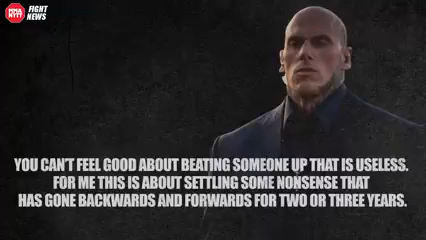 FIGHT
NEWS
YOU CAN'T FEEL GOOD ABOUT BEATING SOMEONE UP THAT IS USELESS.
FOR ME THIS IS ABOUT SETTLING SOME NONSENSE THAT
HAS GONE BACKWARDS AND FORWARDS FOR TWO OR THREE YEARS.